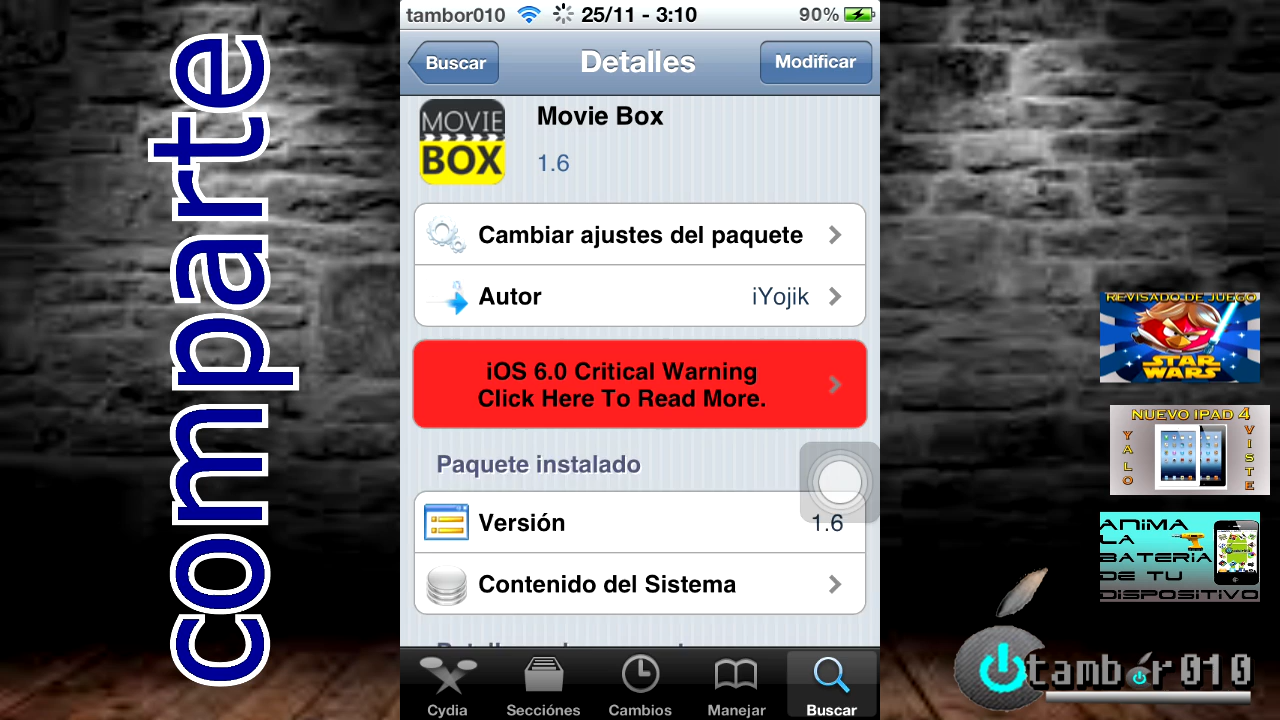 comparte
tambor010 25/11 - 3:10 90%
Buscar Detalles Modificar
MOVIE
BOX
Movie Box
1.6
Cambiar ajustes del paquete
Autor iYojik
iOS 6.0 Critical Warning
Click Here To Read More.
Paquete instalado
Versión 1.6
Contenido del Sistema
Cydia Secciónes Cambios Manejar Buscar
REVISADO DE JUEGO
STAR
WARS
NUEVO IPAD 4
YA LO
VISTE
ANIMA
LA
BATERIA
DE TU
DISPOSITIVO
tambor010